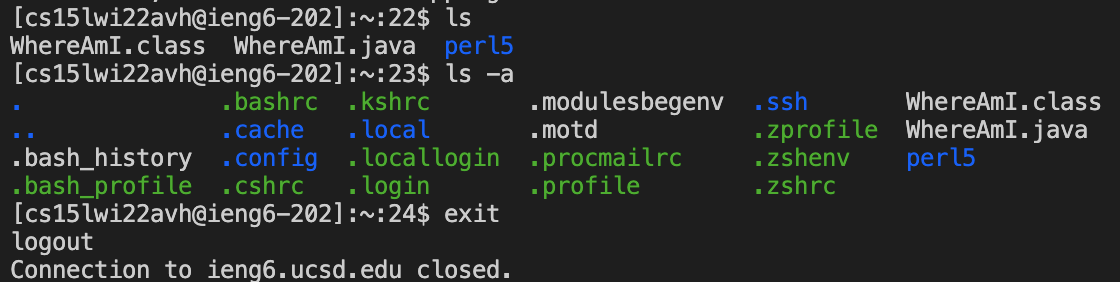 [cs15lwi22avh@ieng6-202]:~:22$ ls
WhereAmI.class  WhereAmI.java  perl5
[cs15lwi22avh@ieng6-202]:~:23$ ls -a
.              .bashrc  .kshrc       .modulesbegenv  .ssh      WhereAmI.class
..             .cache   .local       .motd           .zprofile WhereAmI.java
.bash_history  .config  .locallogin  .procmailrc     .zshenv   perl5
.bash_profile  .cshrc   .login       .profile        .zshrc
[cs15lwi22avh@ieng6-202]:~:24$ exit
logout
Connection to ieng6.ucsd.edu closed.